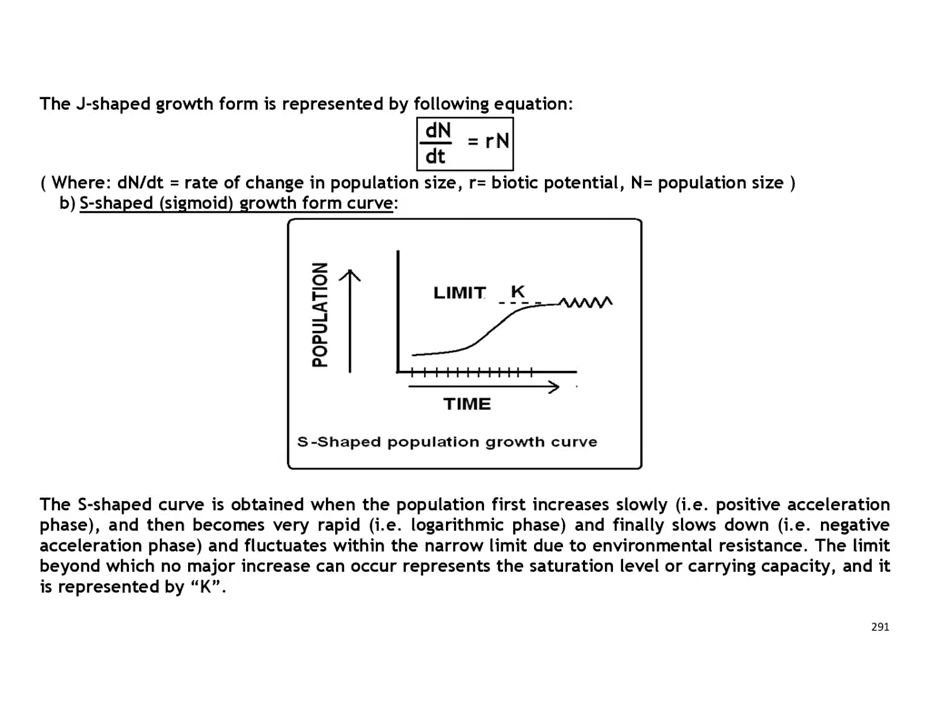 The J-shaped growth form is represented by following equation:
dN
dt
= rN
( Where: dN/dt = rate of change in population size, r= biotic potential, N= population size )
b) S-shaped (sigmoid) growth form curve:
POPULATION
LIMIT K
TIME
S-Shaped population growth curve
The S-shaped curve is obtained when the population first increases slowly (i.e. positive acceleration
phase), and then becomes very rapid (i.e. logarithmic phase) and finally slows down (i.e. negative
acceleration phase) and fluctuates within the narrow limit due to environmental resistance. The limit
beyond which no major increase can occur represents the saturation level or carrying capacity, and it
is represented by “K”.
291